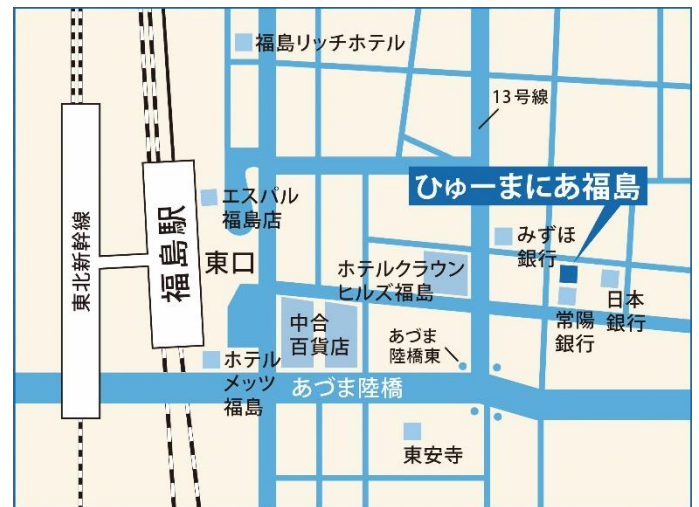 福島リッチホテル
13号線
ひゅーまにあ福島
エスパル
福島店
みずほ
銀行
東北新幹線
福島駅
東口
ホテルクラウン
ヒルズ福島
日本
銀行
常陽
銀行
中合
百貨店
あづま
陸橋東
ホテル
メッツ
福島
あづま陸橋
東安寺